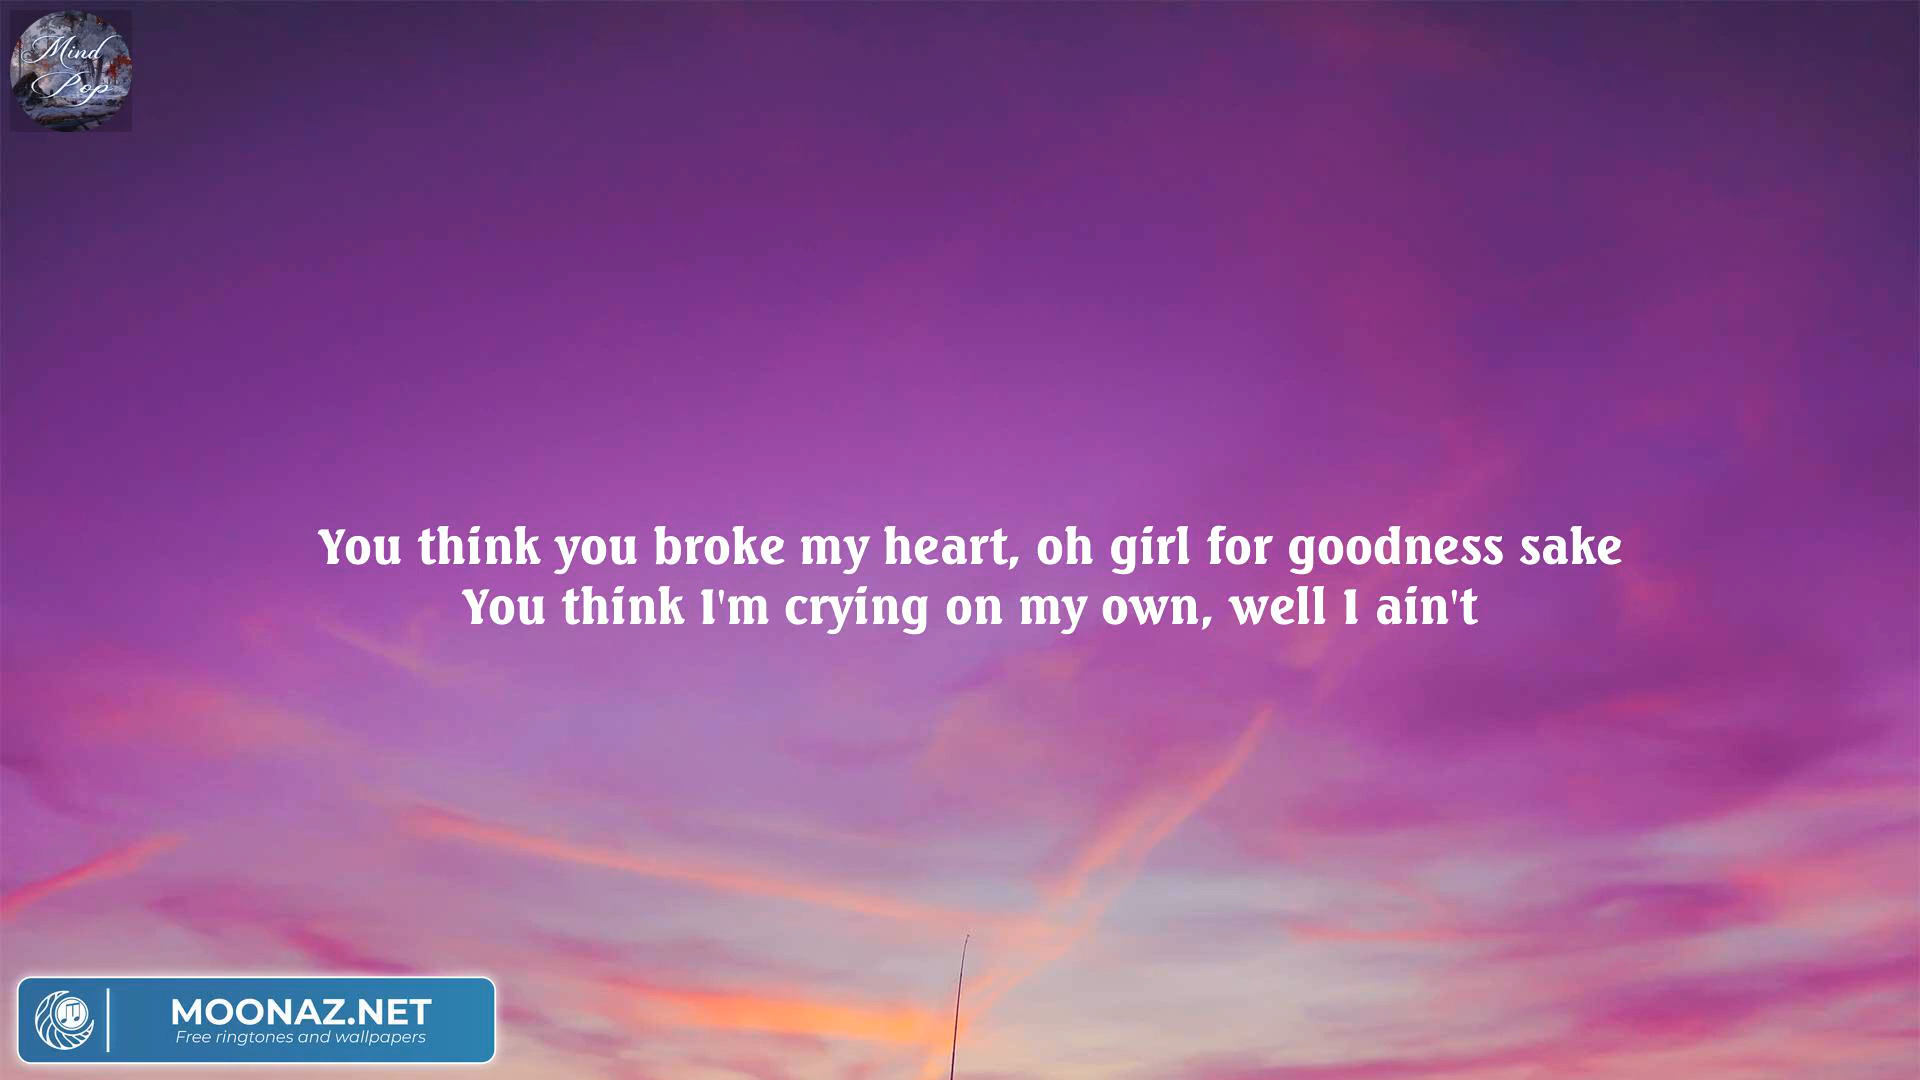 Mind
Pop
You think you broke my heart, oh girl for goodness sake
You think I'm crying on my own, well I ain't
MOONAZ.NET
Free ringtones and wallpapers